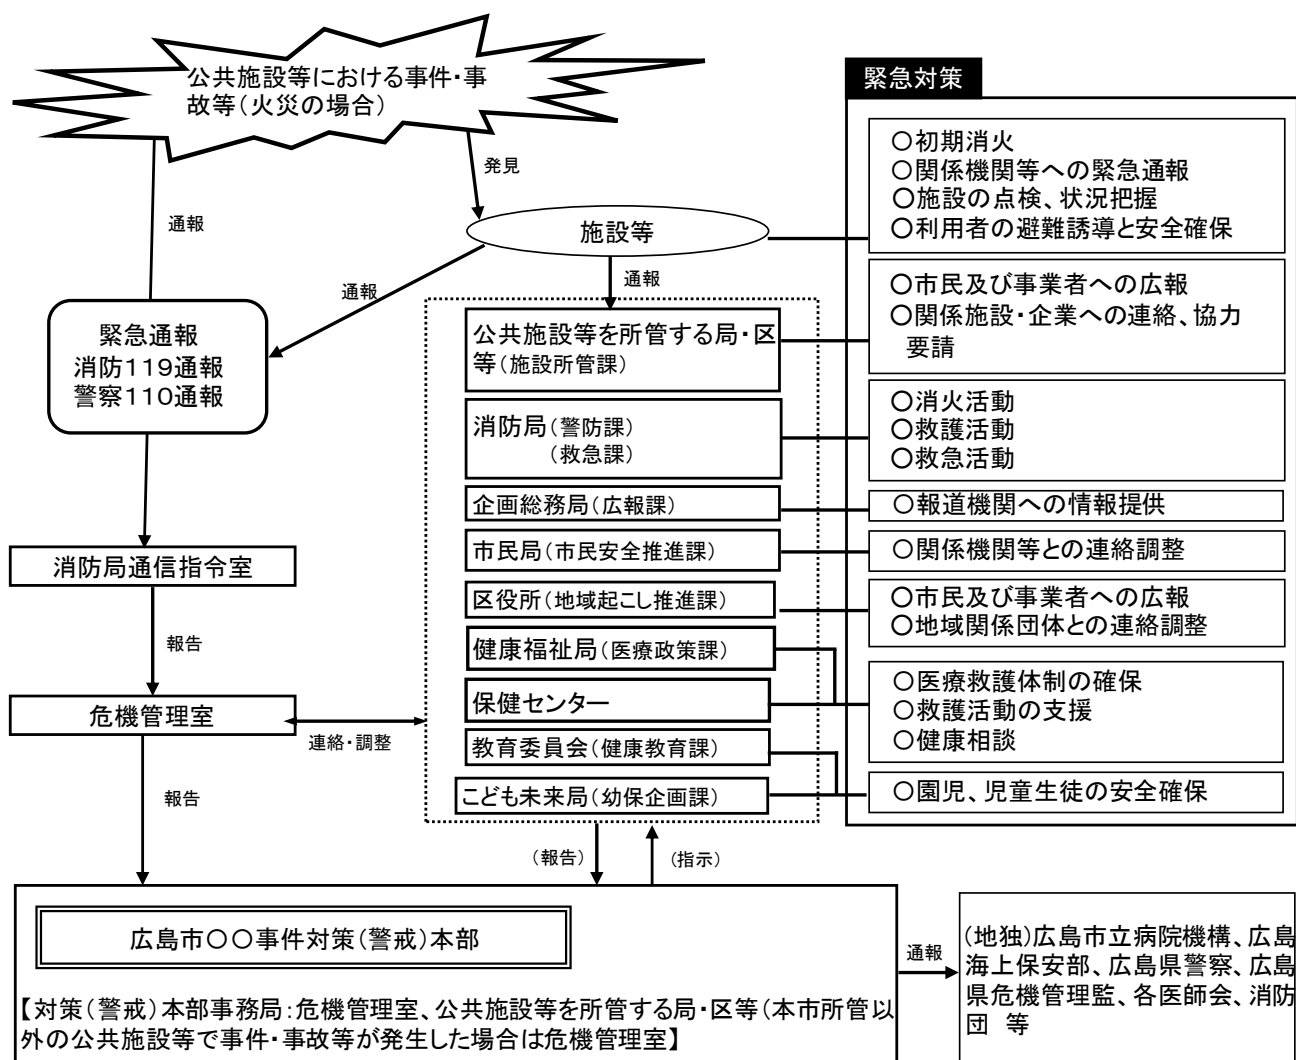 公共施設等における事件・事
故等(火災の場合)
発見
通報
施設等
通報
通報
緊急通報
消防119通報
警察110通報
消防局通信指令室
報告
危機管理室
連絡・調整
報告
公共施設等を所管する局・区
等(施設所管課)
消防局(警防課)
(救急課)
企画総務局(広報課)
市民局(市民安全推進課)
区役所(地域起こし推進課)
健康福祉局(医療政策課)
保健センター
教育委員会(健康教育課)
こども未来局(幼保企画課)
緊急対策
○初期消火
○関係機関等への緊急通報
○施設の点検、状況把握
○利用者の避難誘導と安全確保
○市民及び事業者への広報
○関係施設・企業への連絡、協力
要請
○消火活動
○救護活動
○救急活動
○報道機関への情報提供
○関係機関等との連絡調整
○市民及び事業者への広報
○地域関係団体との連絡調整
○医療救護体制の確保
○救護活動の支援
○健康相談
○園児、児童生徒の安全確保
(報告)
(指示)
広島市○○事件対策(警戒)本部
【対策(警戒)本部事務局:危機管理室、公共施設等を所管する局・区等(本市所管以
外の公共施設等で事件・事故等が発生した場合は危機管理室】
通報
(地独)広島市立病院機構、広島
海上保安部、広島県警察、広島
県危機管理監、各医師会、消防
団 等